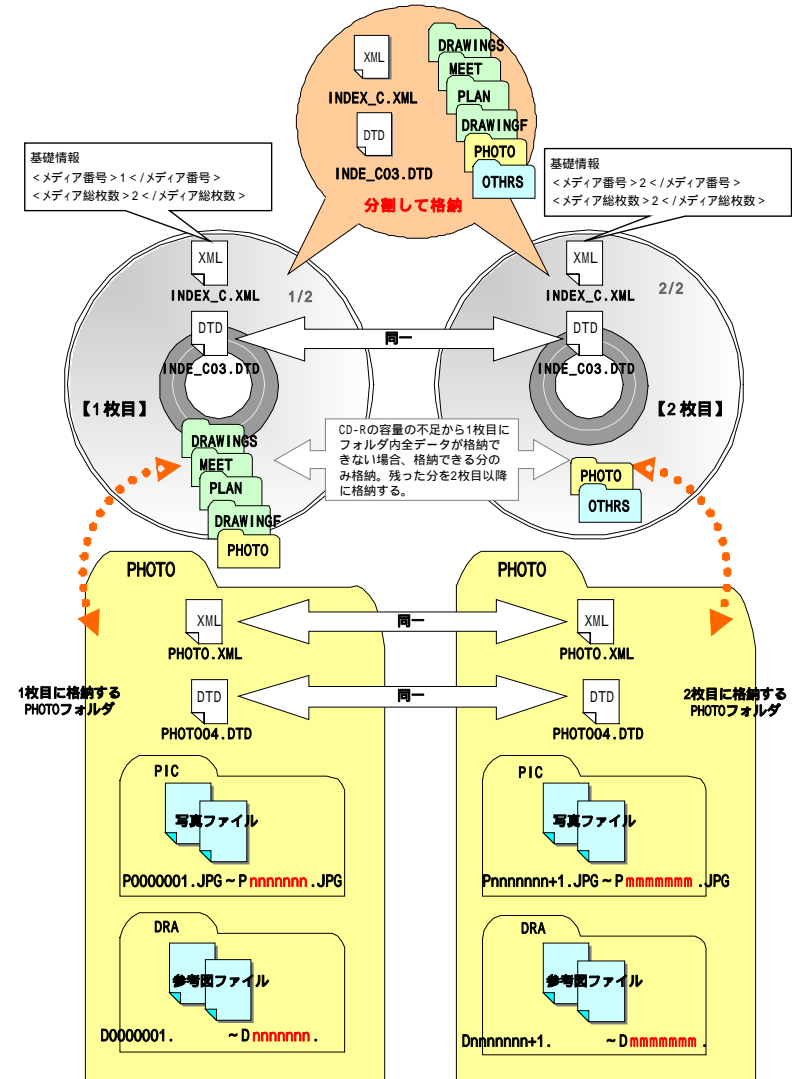 XML
INDEX_C.XML
DTD
INDE_C03.DTD
DRAWINGS
MEET
PLAN
DRAWINGF
PHOTO
OTHRS
分割して格納
基礎情報
<メディア番号>1</メディア番号>
<メディア総枚数>2</メディア総枚数>
基礎情報
<メディア番号>2</メディア番号>
<メディア総枚数>2</メディア総枚数>
XML
INDEX_C.XML
1/2
DTD
INDE_C03.DTD
【1枚目】
同一
XML
INDEX_C.XML
2/2
DTD
INDE_C03.DTD
【2枚目】
DRAWINGS
MEET
PLAN
DRAWINGF
PHOTO
CD-Rの容量の不足から1枚目に
フォルダ内全データが格納で
きない場合、格納できる分の
み格納。残った分を2枚目以降
に格納する。
PHOTO
OTHRS
PHOTO
XML
PHOTO.XML
同一
PHOTO
XML
PHOTO.XML
1枚目に格納する
PHOTOフォルダ
DTD
PHOTO04.DTD
同一
DTD
PHOTO04.DTD
2枚目に格納する
PHOTOフォルダ
PIC
写真ファイル
P0000001.JPG~Pnnnnnnn.JPG
PIC
写真ファイル
Pnnnnnnn+1.JPG~Pmmmmmmm.JPG
DRA
参考図ファイル
D0000001. ~Dnnnnnnn.
DRA
参考図ファイル
Dnnnnnnn+1. ~Dmmmmmmm.